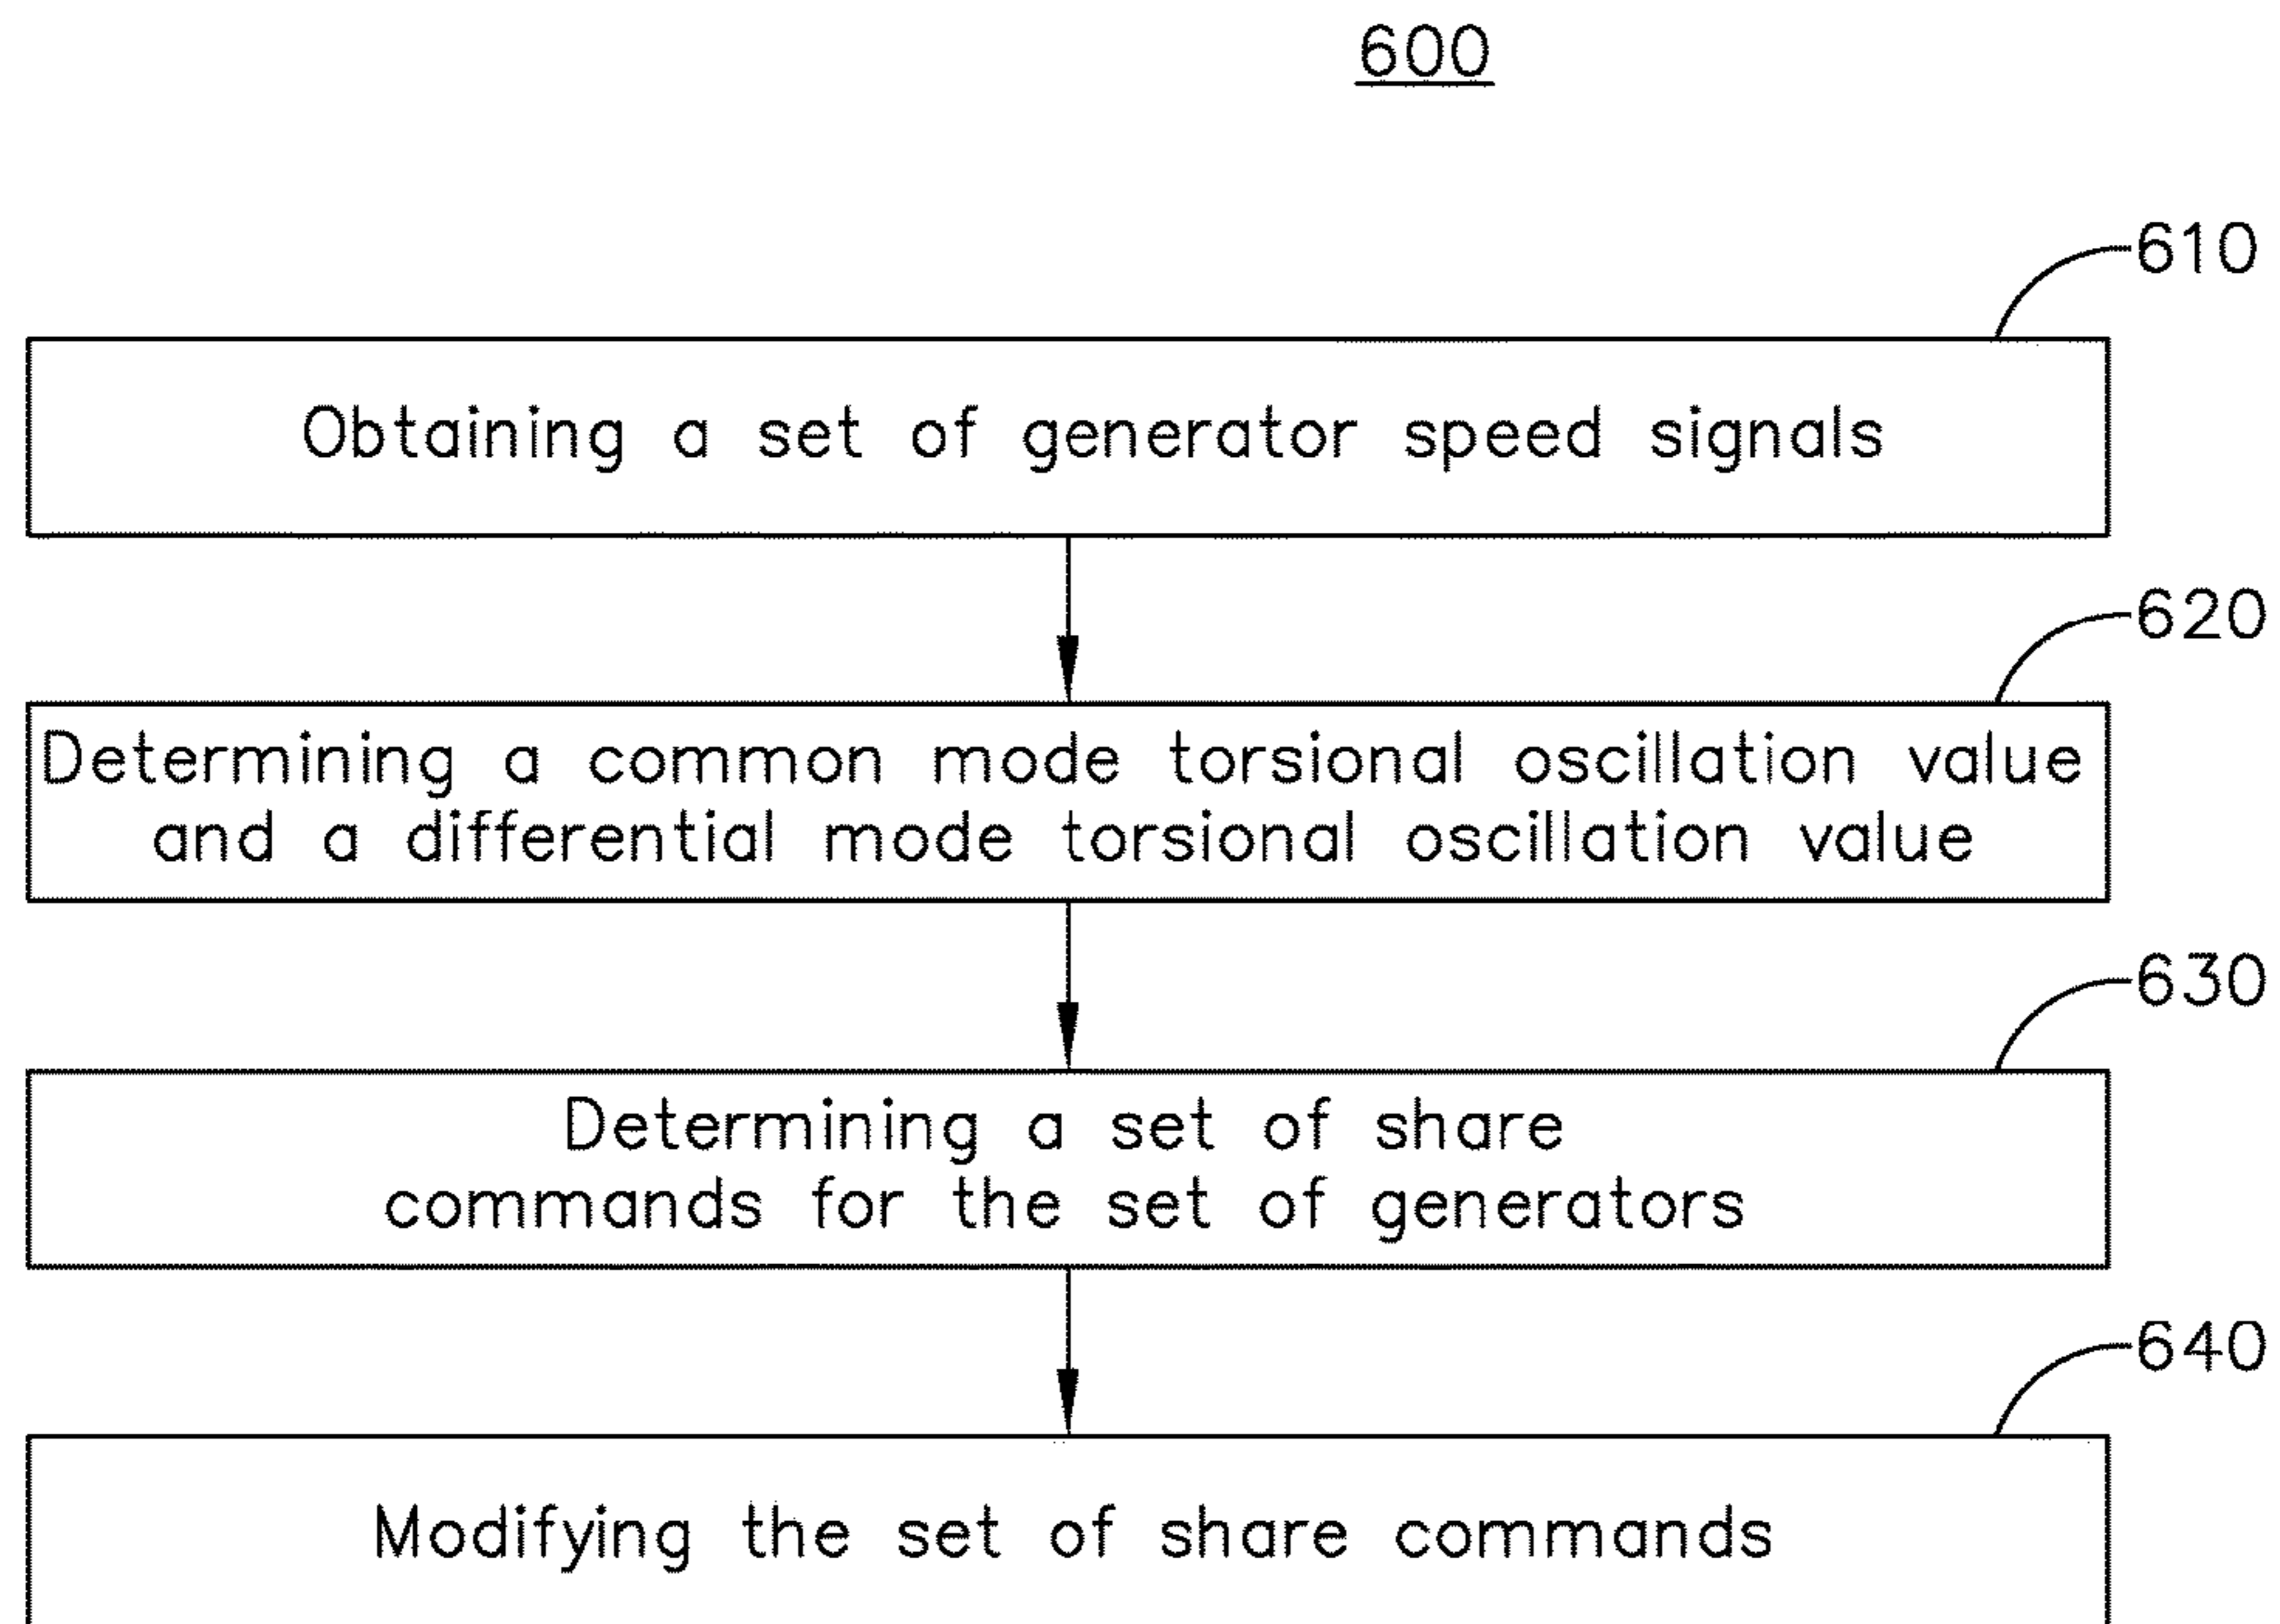 600
610
Obtaining a set of generator speed signals
620
Determining a common mode torsional oscillation value
and a differential mode torsional oscillation value
630
Determining a set of share
commands for the set of generators
640
Modifying the set of share commands